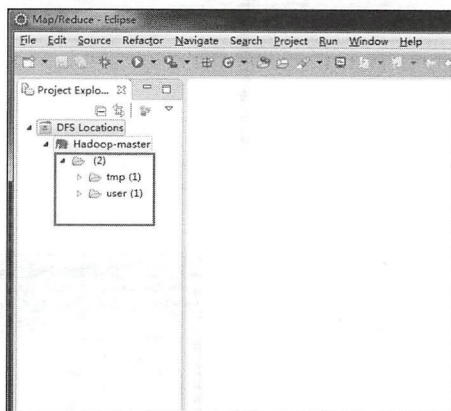 Map/Reduce - Eclipse
File Edit Source Refactor Navigate Search Project Run Window Help
Project Explo...
DFS Locations
Hadoop-master
(2)
tmp (1)
user (1)